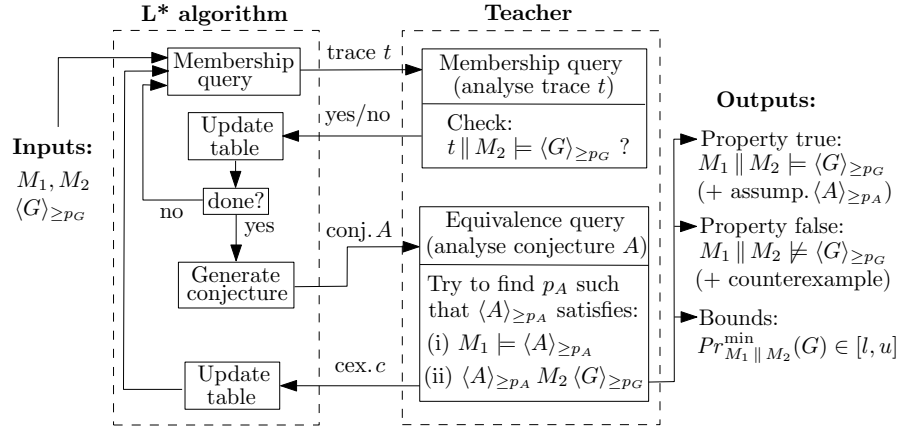 L* algorithm
Teacher
Membership
query
trace t
Membership query
(analyse trace t)
Check:
t ∥ M₂ ⊨ ⟨G⟩≥p_G ?
yes/no
Update
table
done?
no
yes
Generate
conjecture
conj. A
Equivalence query
(analyse conjecture A)
Try to find p_A such
that ⟨A⟩≥p_A satisfies:
(i) M₁ ⊨ ⟨A⟩≥p_A
(ii) ⟨A⟩≥p_A M₂ ⟨G⟩≥p_G
cex. c
Update
table
Inputs:
M₁, M₂
⟨G⟩≥p_G
Outputs:
Property true:
M₁ ∥ M₂ ⊨ ⟨G⟩≥p_G
(+ assump. ⟨A⟩≥p_A)
Property false:
M₁ ∥ M₂ ⊭ ⟨G⟩≥p_G
(+ counterexample)
Bounds:
Pr^min_{M₁ ∥ M₂}(G) ∈ [l, u]